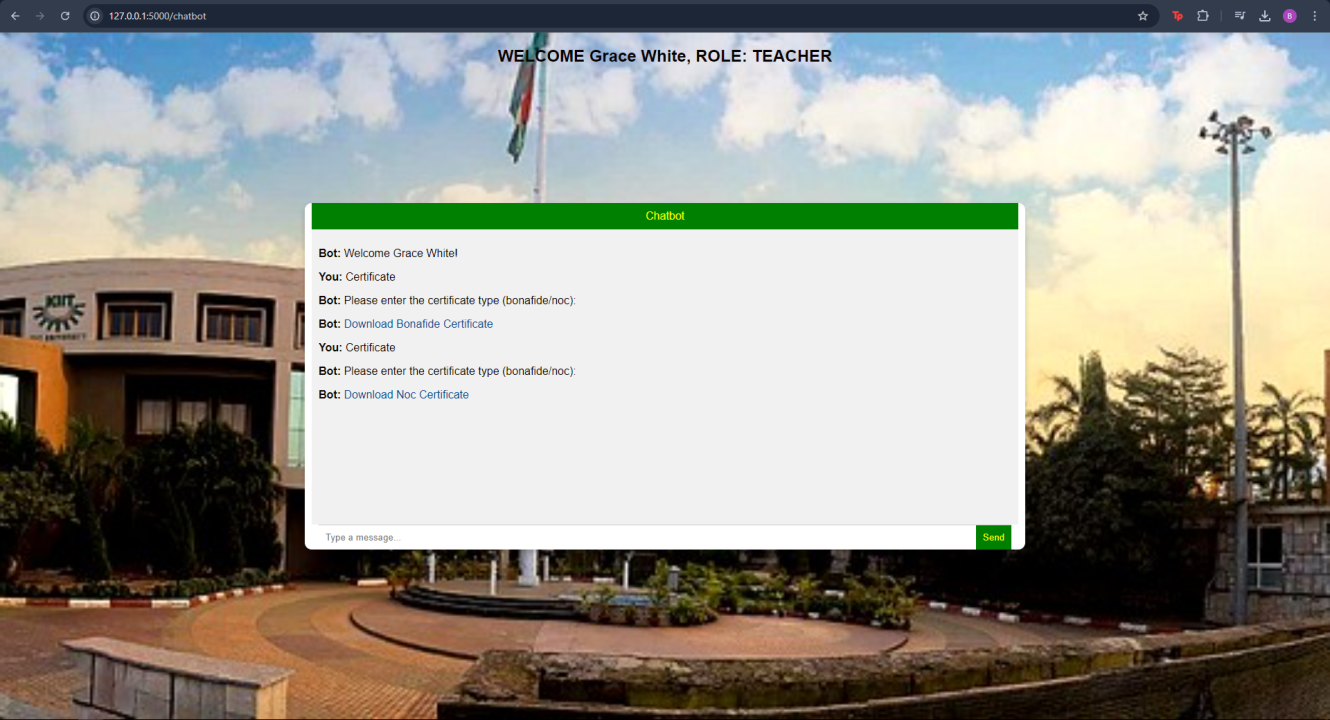 127.0.0.1:5000/chatbot
B
WELCOME Grace White, ROLE: TEACHER
KIIT
Chatbot
Bot: Welcome Grace White!
You: Certificate
Bot: Please enter the certificate type (bonafide/noc):
Bot: Download Bonafide Certificate
You: Certificate
Bot: Please enter the certificate type (bonafide/noc):
Bot: Download Noc Certificate
Type a message...
Send